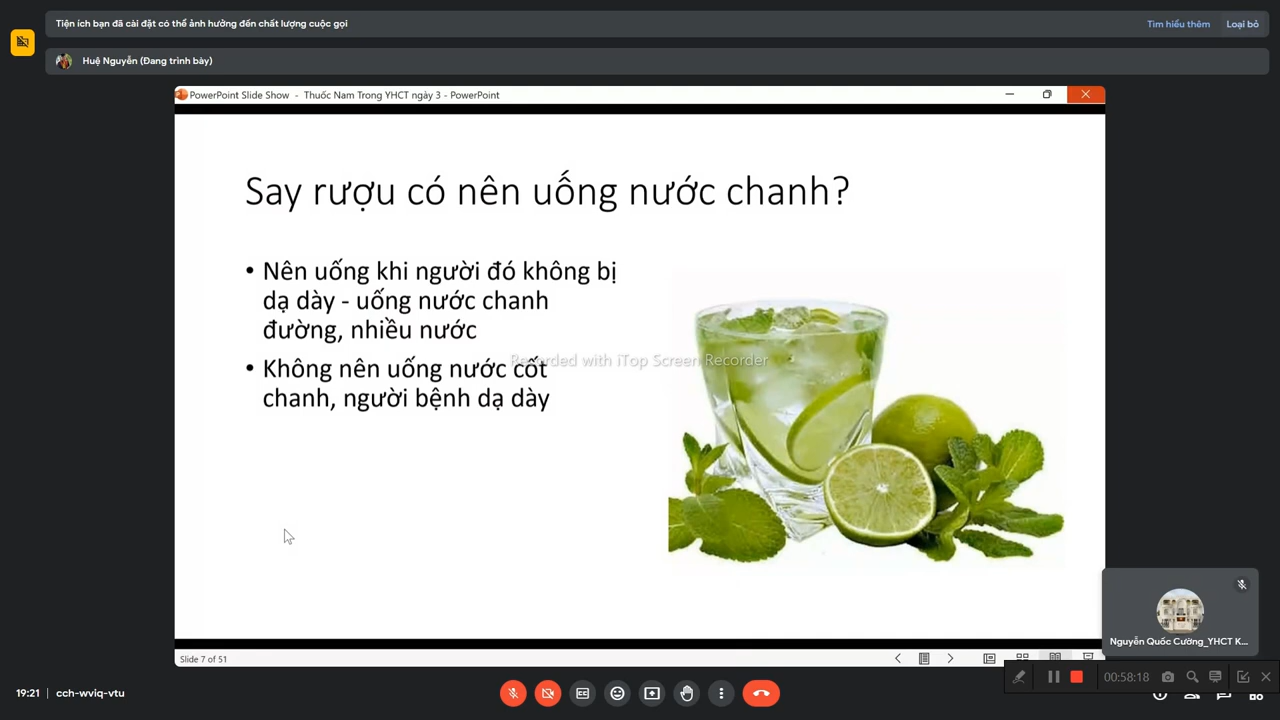 Tiện ích bạn đã cài đặt có thể ảnh hưởng đến chất lượng cuộc gọi
Tìm hiểu thêm
Loại bỏ
Huệ Nguyễn (Đang trình bày)
PowerPoint Slide Show - Thuốc Nam Trong YHCT ngày 3 - PowerPoint
Say rượu có nên uống nước chanh?
• Nên uống khi người đó không bị
dạ dày - uống nước chanh
đường, nhiều nước
Recorded with iTop Screen Recorder
• Không nên uống nước cốt
chanh, người bệnh dạ dày
Nguyễn Quốc Cường_YHCT K...
Slide 7 of 51
00:58:18
19:21 | cch-wviq-vtu